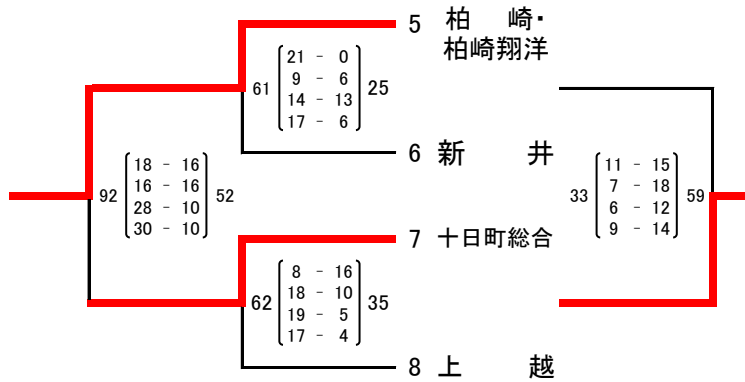 5 柏 崎・
柏崎翔洋
61 21 - 0 25
9 - 6
14 - 13
17 - 6
6 新 井
92 18 - 16 52
16 - 16
28 - 10
30 - 10
33 11 - 15 59
7 - 18
6 - 12
9 - 14
7 十日町総合
62 8 - 16 35
18 - 10
19 - 5
17 - 4
8 上 越